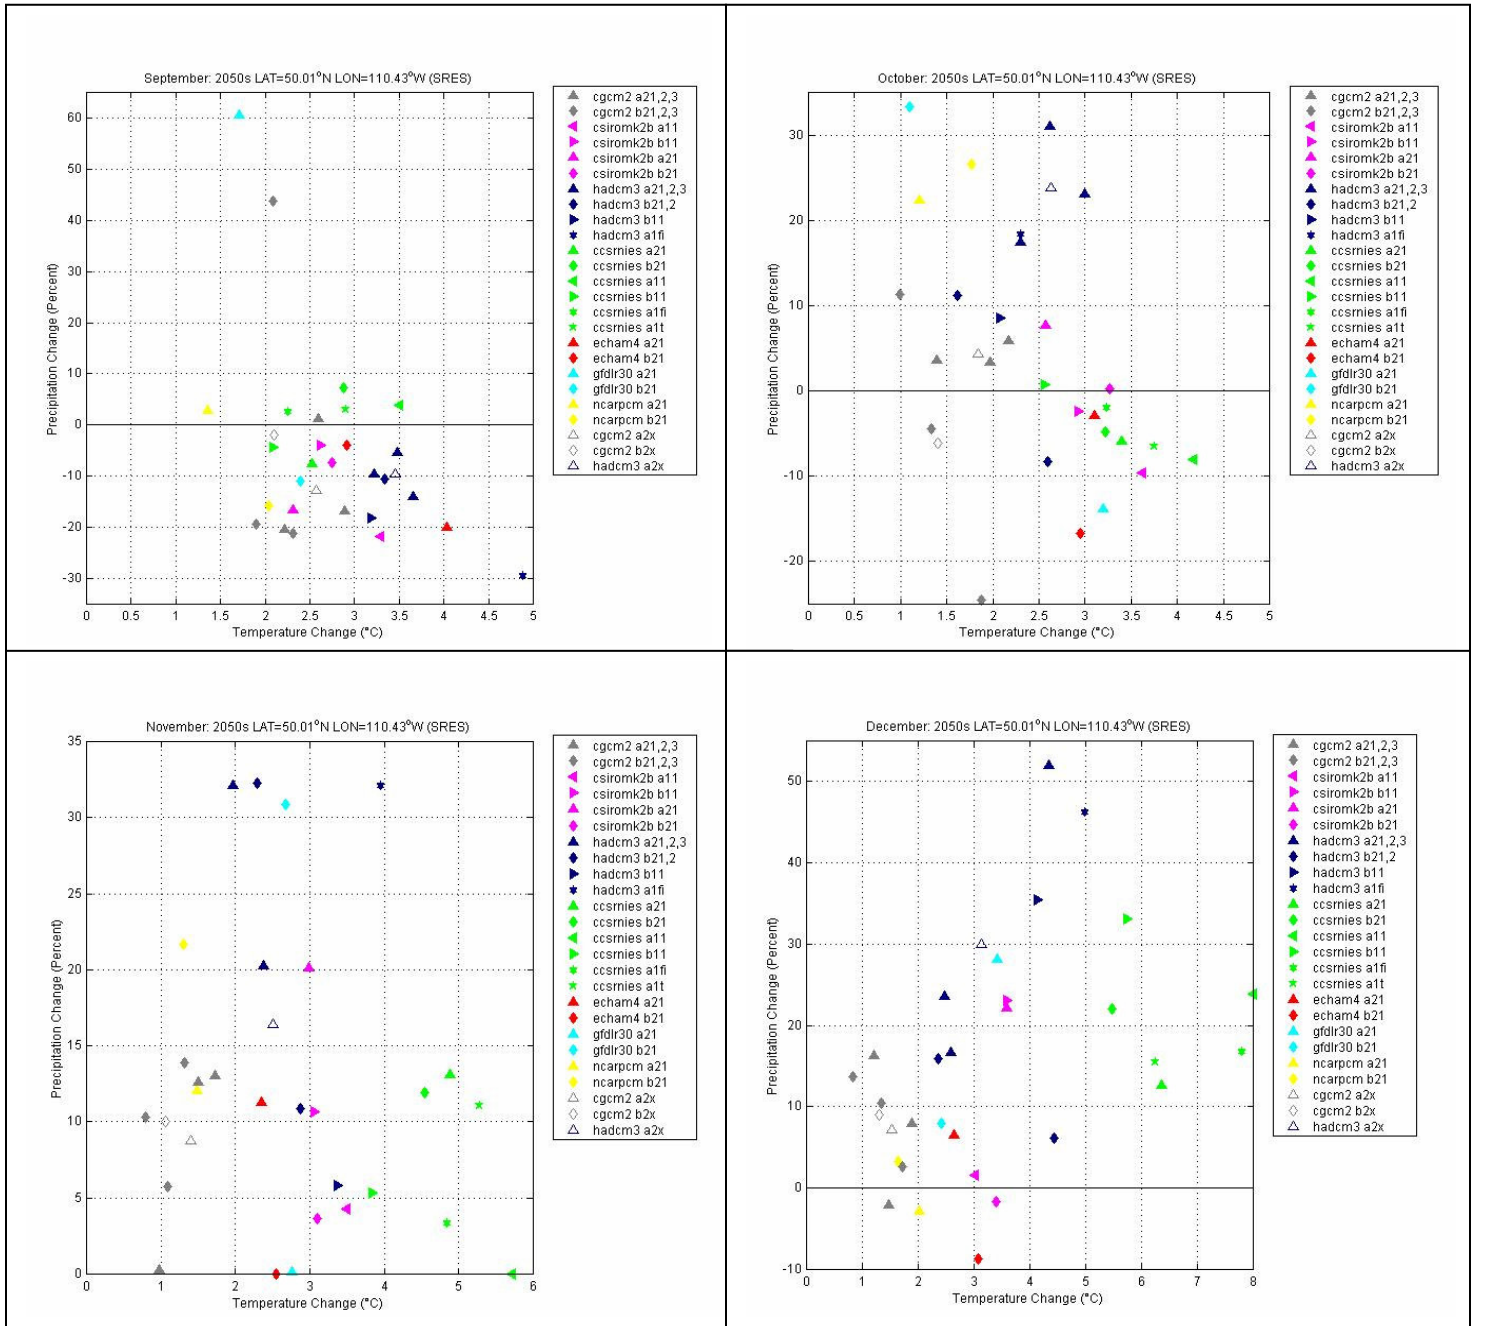 September: 2050s LAT=50.01°N LON=110.43°W (SRES)
Precipitation Change (Percent)
60
50
40
30
20
10
0
-10
-20
-30
0 0.5 1 1.5 2 2.5 3 3.5 4 4.5 5
Temperature Change (°C)
cgcm2 a21,2,3
cgcm2 b21,2,3
csiromk2b a11
csiromk2b b11
csiromk2b a21
csiromk2b b21
hadcm3 a21,2,3
hadcm3 b21,2
hadcm3 b11
hadcm3 a1fi
ccsrnies a21
ccsrnies b21
ccsrnies a11
ccsrnies b11
ccsrnies a1fi
ccsrnies a1t
echam4 a21
echam4 b21
gfdlr30 a21
gfdlr30 b21
ncarpcm a21
ncarpcm b21
cgcm2 a2x
cgcm2 b2x
hadcm3 a2x
October: 2050s LAT=50.01°N LON=110.43°W (SRES)
Precipitation Change (Percent)
30
20
10
0
-10
-20
0 0.5 1 1.5 2 2.5 3 3.5 4 4.5 5
Temperature Change (°C)
cgcm2 a21,2,3
cgcm2 b21,2,3
csiromk2b a11
csiromk2b b11
csiromk2b a21
csiromk2b b21
hadcm3 a21,2,3
hadcm3 b21,2
hadcm3 b11
hadcm3 a1fi
ccsrnies a21
ccsrnies b21
ccsrnies a11
ccsrnies b11
ccsrnies a1fi
ccsrnies a1t
echam4 a21
echam4 b21
gfdlr30 a21
gfdlr30 b21
ncarpcm a21
ncarpcm b21
cgcm2 a2x
cgcm2 b2x
hadcm3 a2x
November: 2050s LAT=50.01°N LON=110.43°W (SRES)
Precipitation Change (Percent)
35
30
25
20
15
10
5
0
0 1 2 3 4 5 6
Temperature Change (°C)
cgcm2 a21,2,3
cgcm2 b21,2,3
csiromk2b a11
csiromk2b b11
csiromk2b a21
csiromk2b b21
hadcm3 a21,2,3
hadcm3 b21,2
hadcm3 b11
hadcm3 a1fi
ccsrnies a21
ccsrnies b21
ccsrnies a11
ccsrnies b11
ccsrnies a1fi
ccsrnies a1t
echam4 a21
echam4 b21
gfdlr30 a21
gfdlr30 b21
ncarpcm a21
ncarpcm b21
cgcm2 a2x
cgcm2 b2x
hadcm3 a2x
December: 2050s LAT=50.01°N LON=110.43°W (SRES)
Precipitation Change (Percent)
50
40
30
20
10
0
-10
0 1 2 3 4 5 6 7 8
Temperature Change (°C)
cgcm2 a21,2,3
cgcm2 b21,2,3
csiromk2b a11
csiromk2b b11
csiromk2b a21
csiromk2b b21
hadcm3 a21,2,3
hadcm3 b21,2
hadcm3 b11
hadcm3 a1fi
ccsrnies a21
ccsrnies b21
ccsrnies a11
ccsrnies b11
ccsrnies a1fi
ccsrnies a1t
echam4 a21
echam4 b21
gfdlr30 a21
gfdlr30 b21
ncarpcm a21
ncarpcm b21
cgcm2 a2x
cgcm2 b2x
hadcm3 a2x